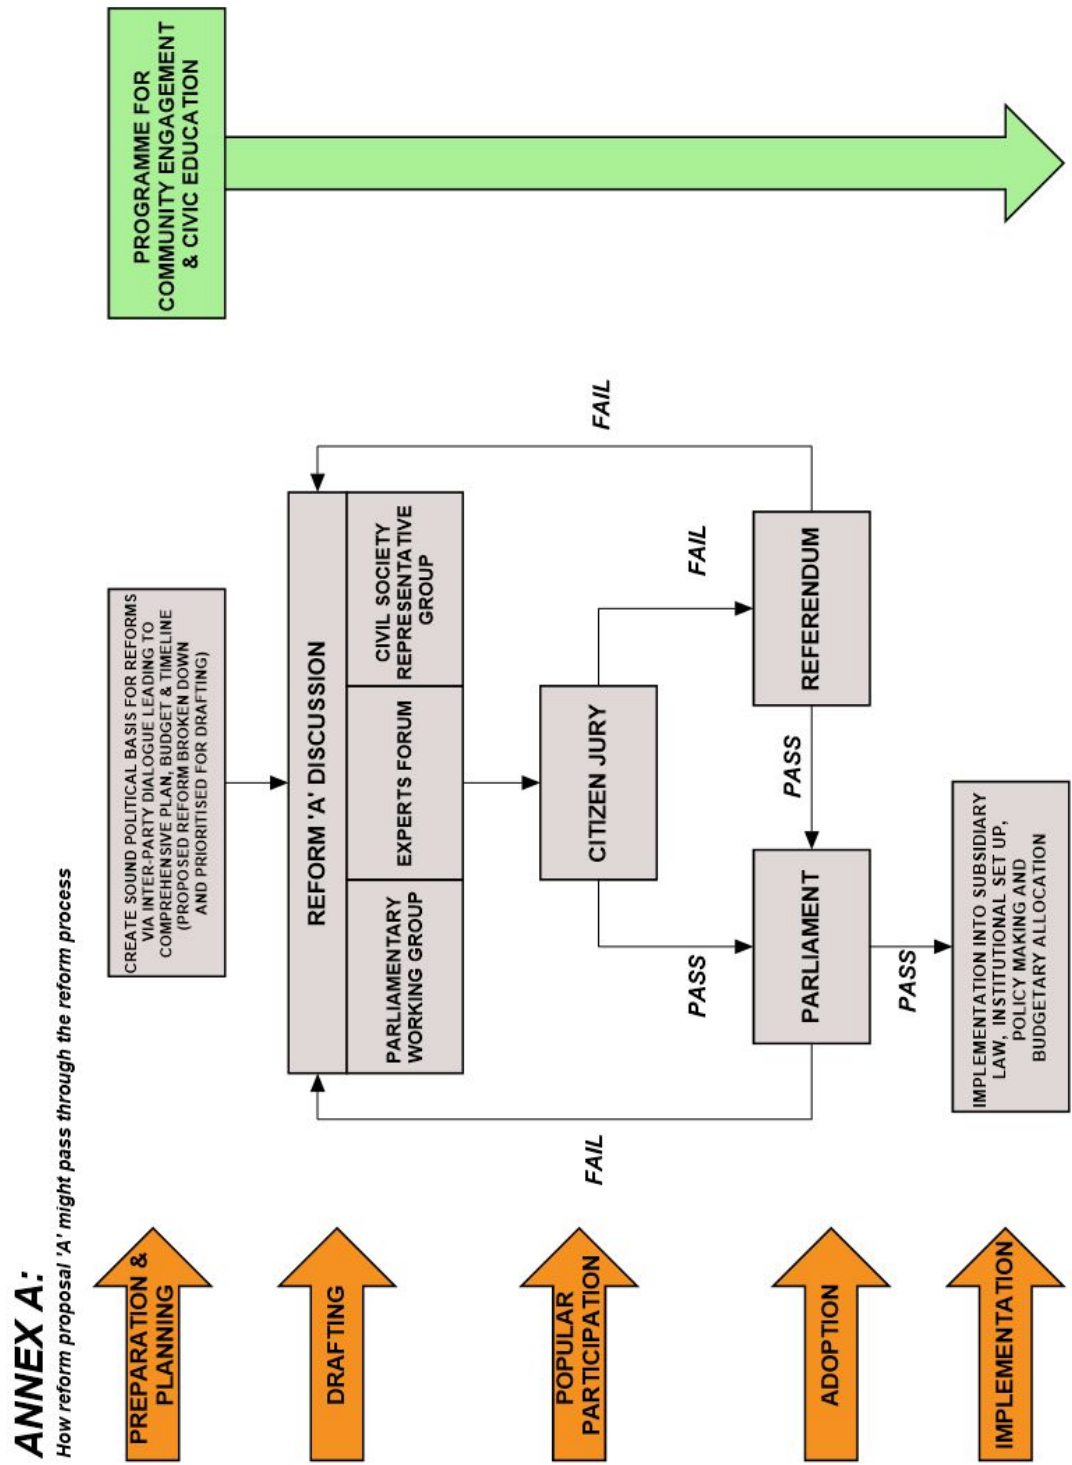 ANNEX A:
How reform proposal 'A' might pass through the reform process
PREPARATION &
PLANNING
CREATE SOUND POLITICAL BASIS FOR REFORMS
VIA INTER-PARTY DIALOGUE LEADING TO
COMPREHENSIVE PLAN, BUDGET & TIMELINE
(PROPOSED REFORM BROKEN DOWN
AND PRIORITISED FOR DRAFTING)
PROGRAMME FOR
COMMUNITY ENGAGEMENT
& CIVIC EDUCATION
DRAFTING
REFORM 'A' DISCUSSION
PARLIAMENTARY
WORKING GROUP
EXPERTS FORUM
CIVIL SOCIETY
REPRESENTATIVE
GROUP
POPULAR
PARTICIPATION
FAIL
CITIZEN JURY
FAIL
PASS
FAIL
ADOPTION
PARLIAMENT
PASS
REFERENDUM
PASS
IMPLEMENTATION
IMPLEMENTATION INTO SUBSIDIARY
LAW, INSTITUTIONAL SET UP,
POLICY MAKING AND
BUDGETARY ALLOCATION